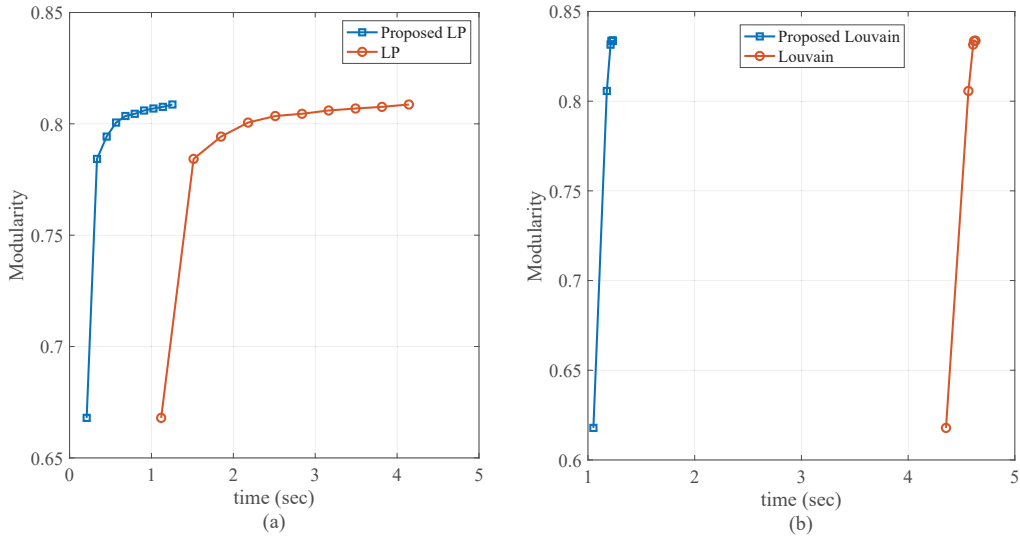 0.85
0.8
0.75
0.7
0.65
Modularity
0
1
2
3
4
5
time (sec)
(a)
Proposed LP
LP
0.85
0.8
0.75
0.7
0.65
0.6
Modularity
1
2
3
4
5
time (sec)
(b)
Proposed Louvain
Louvain